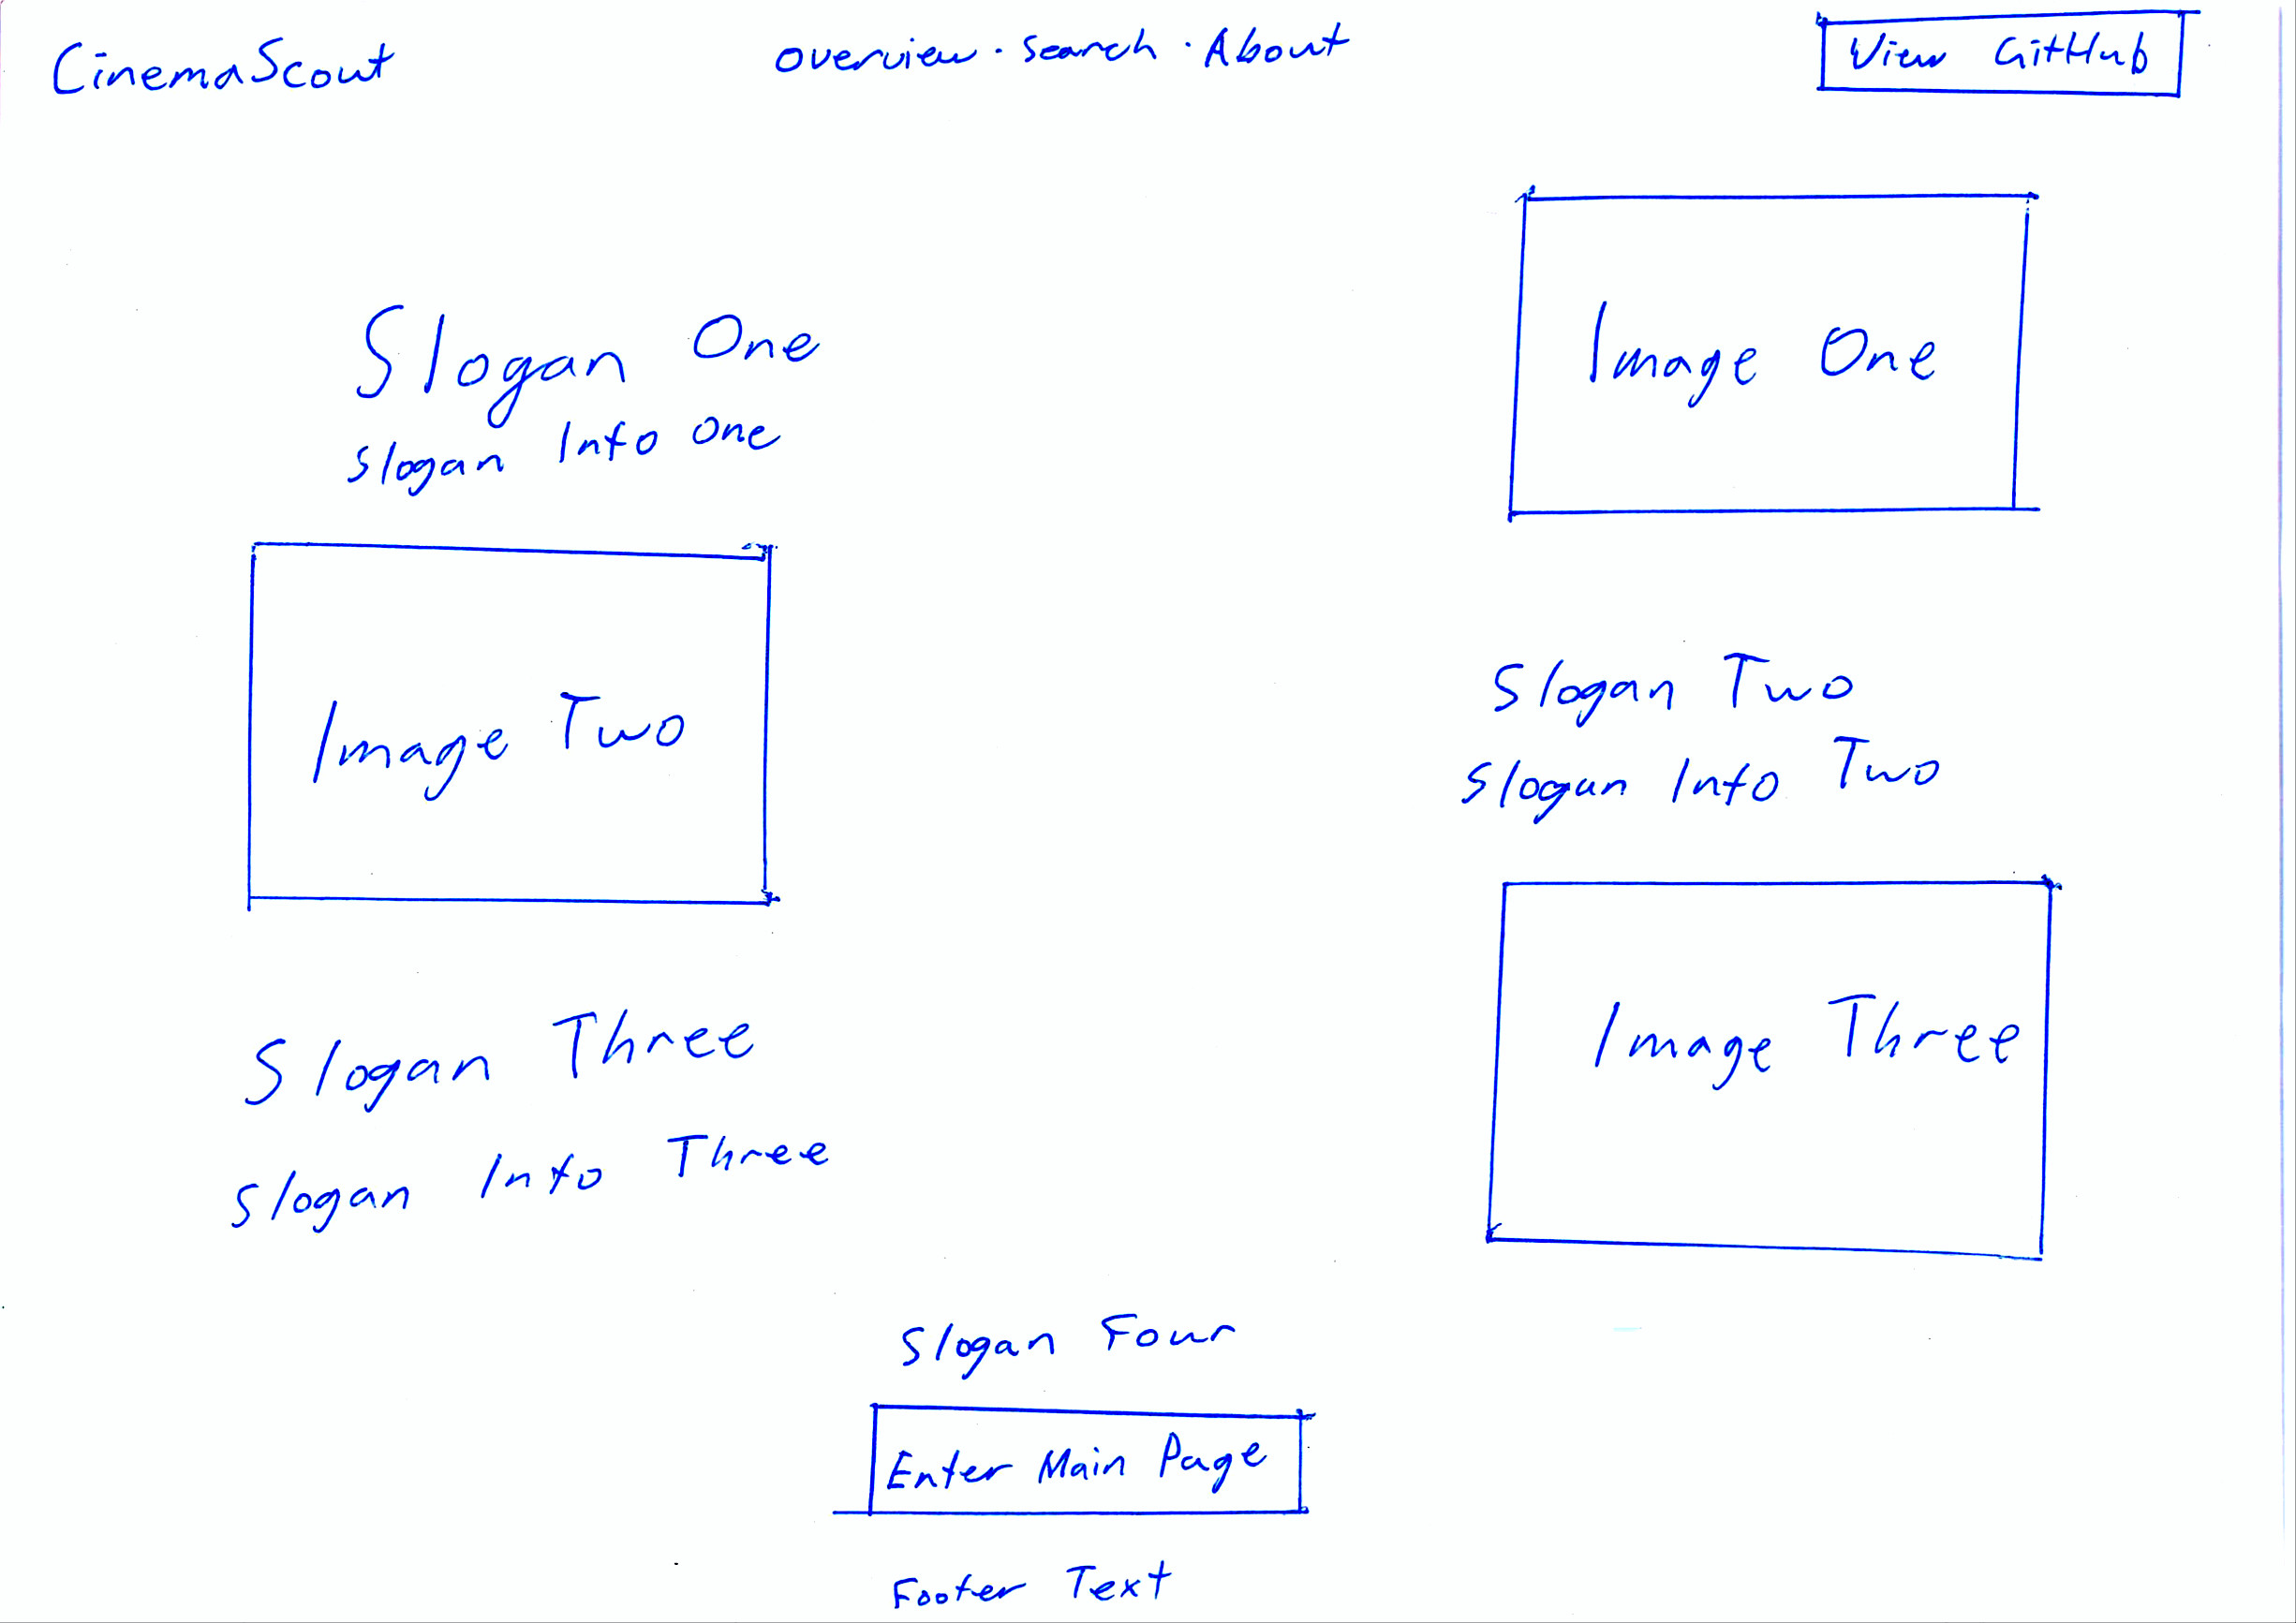 CinemaScout
Overview · Search · About
View GitHub
Slogan One
Slogan Info One
Image One
Image Two
Slogan Two
Slogan Info Two
Slogan Three
Slogan Info Three
Image Three
Slogan Four
Enter Main Page
Footer Text